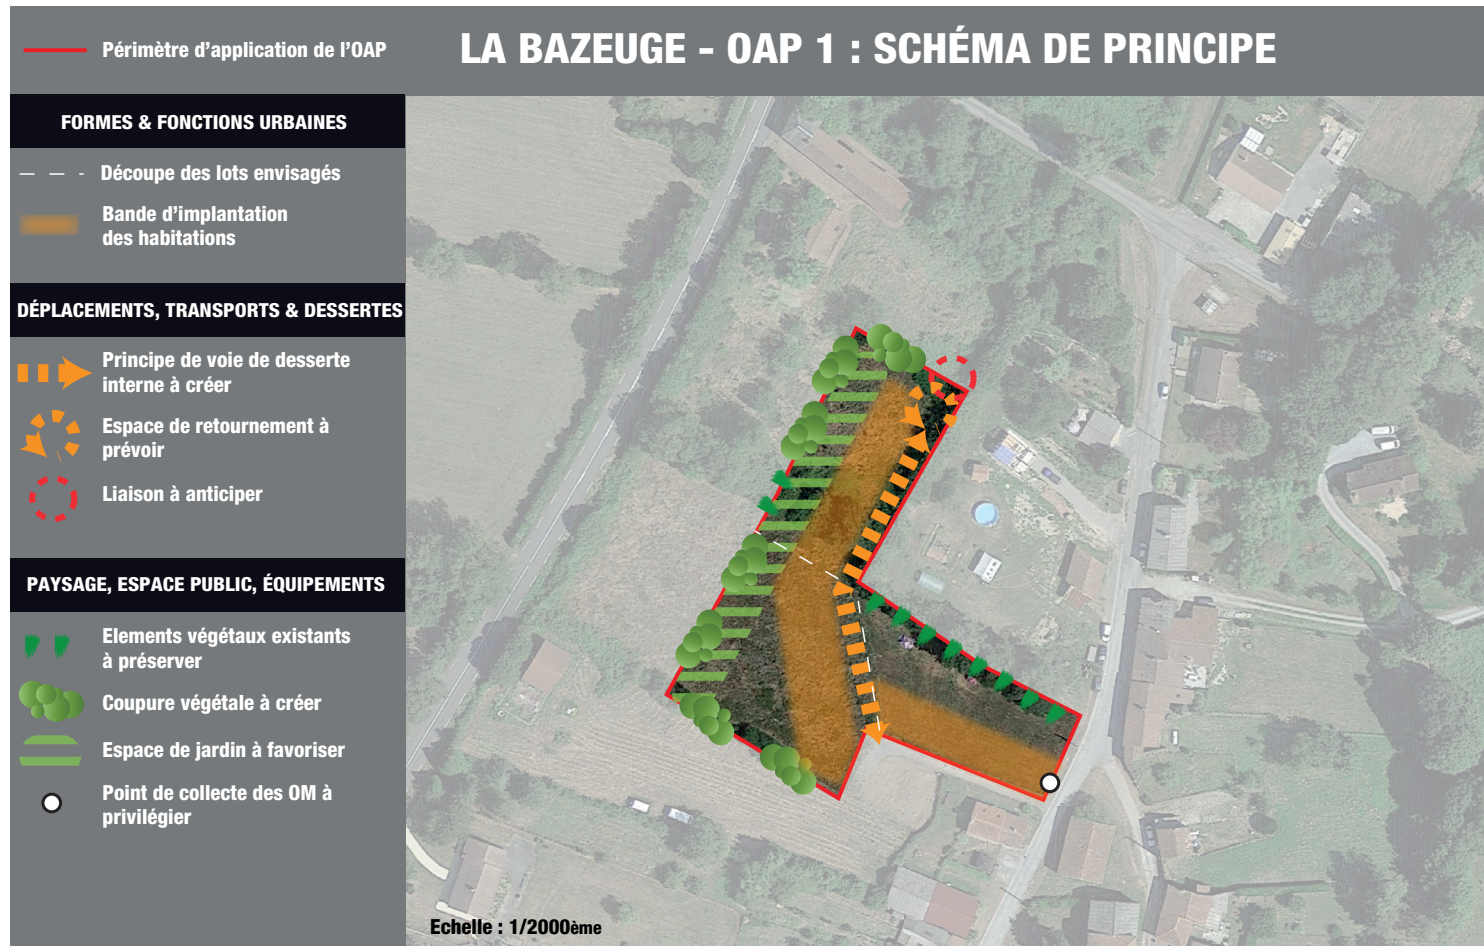 Périmètre d'application de l'OAP
LA BAZEUGE - OAP 1 : SCHÉMA DE PRINCIPE
FORMES & FONCTIONS URBAINES
Découpe des lots envisagés
Bande d'implantation
des habitations
DÉPLACEMENTS, TRANSPORTS & DESSERTES
Principe de voie de desserte
interne à créer
Espace de retournement à
prévoir
Liaison à anticiper
PAYSAGE, ESPACE PUBLIC, ÉQUIPEMENTS
Elements végétaux existants
à préserver
Coupure végétale à créer
Espace de jardin à favoriser
Point de collecte des OM à
privilégier
Echelle : 1/2000ème